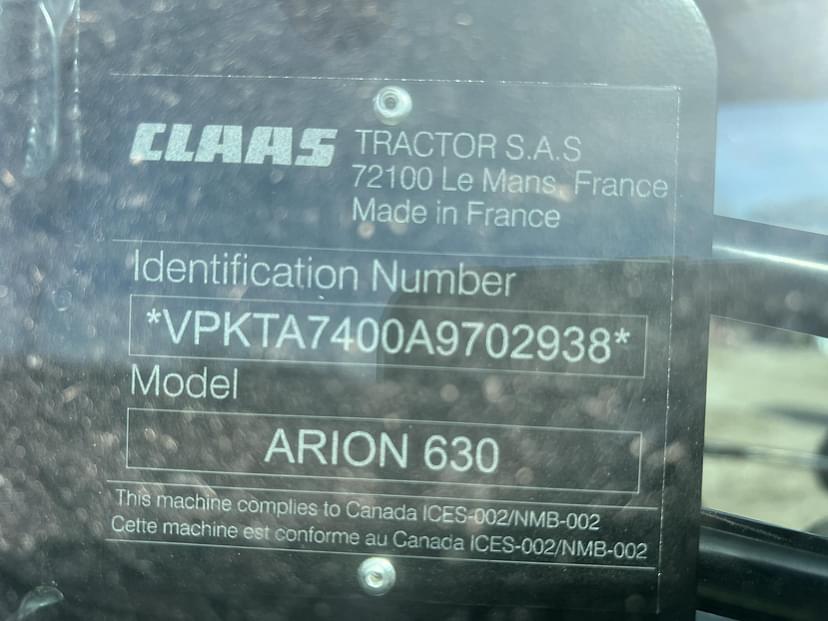 CLAAS TRACTOR S.A.S
72100 Le Mans, France
Made in France
Identification Number
*VPKTA7400A9702938*
Model
ARION 630
This machine complies to Canada ICES-002/NMB-002
Cette machine est conforme au Canada ICES-002/NMB-002